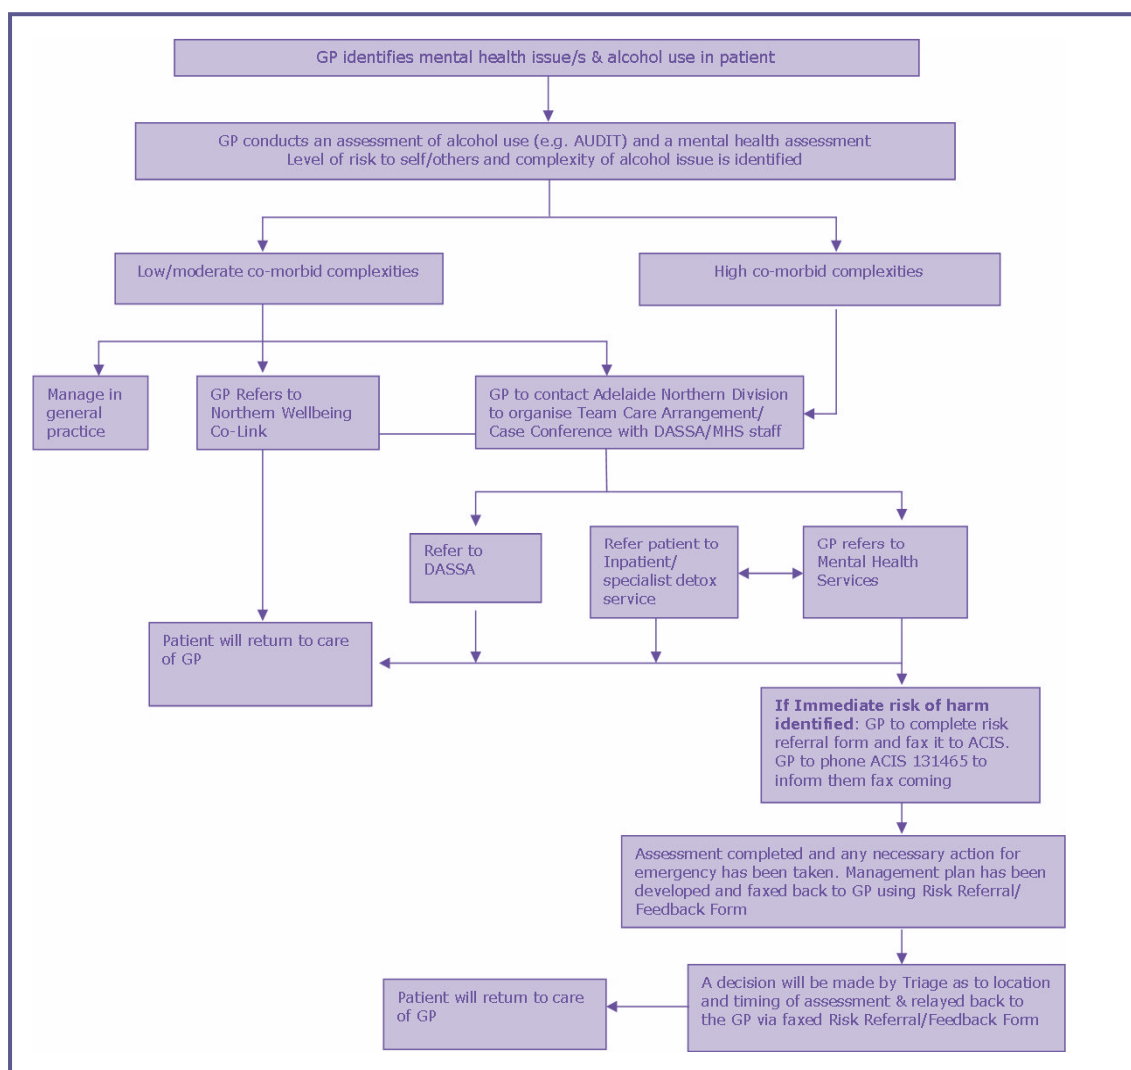 GP identifies mental health issue/s & alcohol use in patient
GP conducts an assessment of alcohol use (e.g. AUDIT) and a mental health assessment
Level of risk to self/others and complexity of alcohol issue is identified
Low/moderate co-morbid complexities
High co-morbid complexities
Manage in
general
practice
GP Refers to
Northern Wellbeing
Co-Link
GP to contact Adelaide Northern Division
to organise Team Care Arrangement/
Case Conference with DASSA/MHS staff
Refer to
DASSA
Refer patient to
Inpatient/
specialist detox
service
GP refers to
Mental Health
Services
Patient will return to care
of GP
If Immediate risk of harm
identified: GP to complete risk
referral form and fax it to ACIS.
GP to phone ACIS 131465 to
inform them fax coming
Assessment completed and any necessary action for
emergency has been taken. Management plan has been
developed and faxed back to GP using Risk Referral/
Feedback Form
A decision will be made by Triage as to location
and timing of assessment & relayed back to
the GP via faxed Risk Referral/Feedback Form
Patient will return to care
of GP